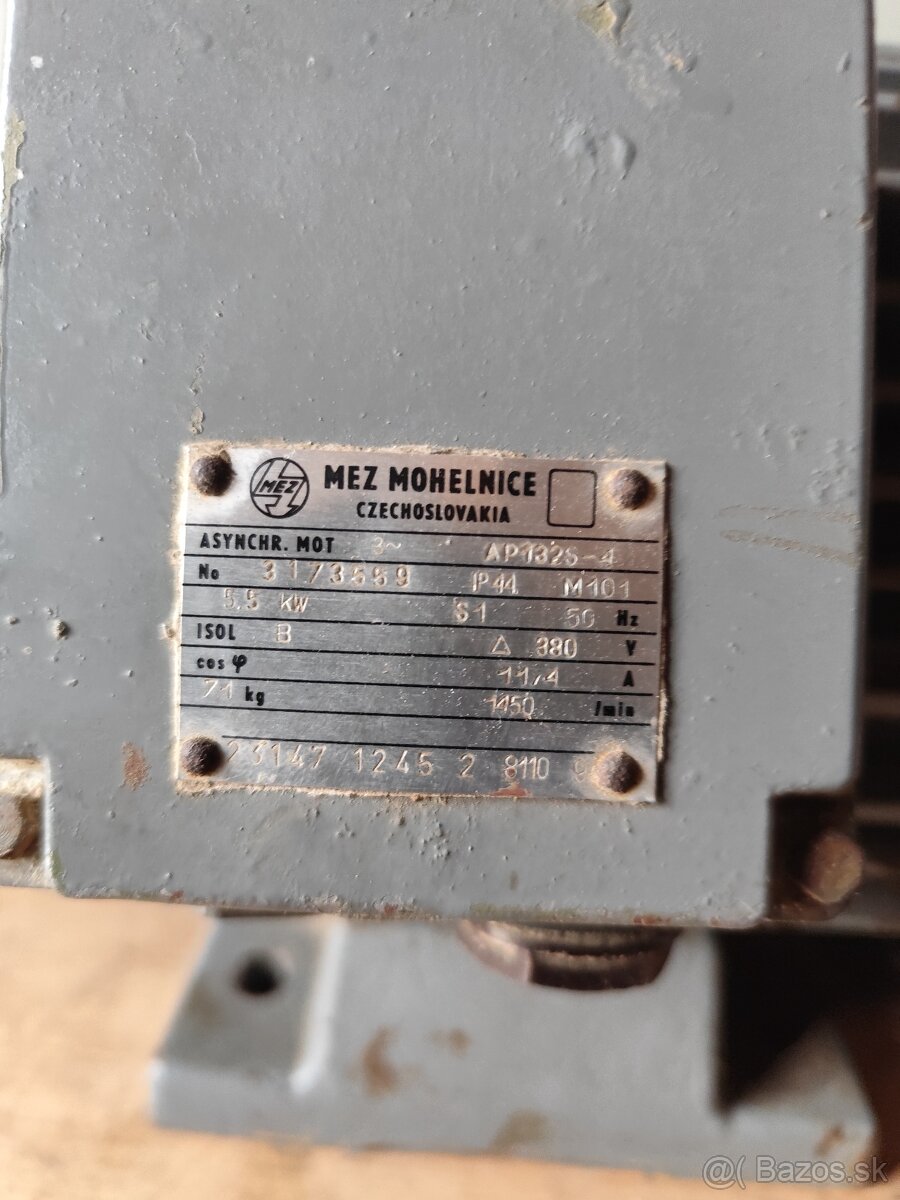 MEZ MEZ MOHELNICE
CZECHOSLOVAKIA
ASYNCHR. MOT 3~ AP132S-4
No IP44 M101
5.5 kW S1 50 Hz
ISOL B △ 380 V
cos φ 11,4 A
71 kg 1450 /min
23147 1245 2 8110
@( Bazos.sk